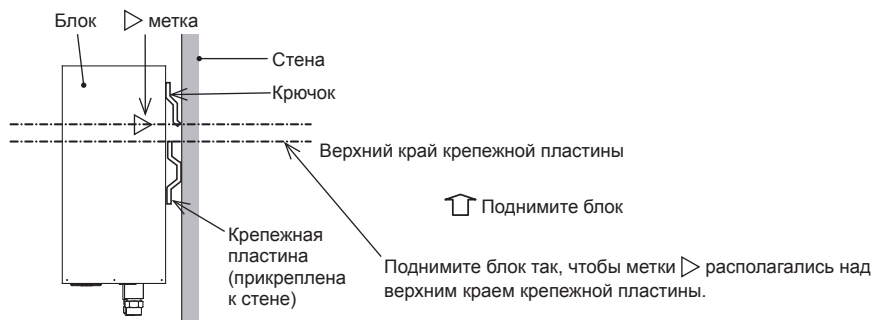 Блок
▷ метка
Стена
Крючок
Верхний край крепежной пластины
Поднимите блок
Крепежная
пластина
(прикреплена
к стене)
Поднимите блок так, чтобы метки ▷ располагались над
верхним краем крепежной пластины.